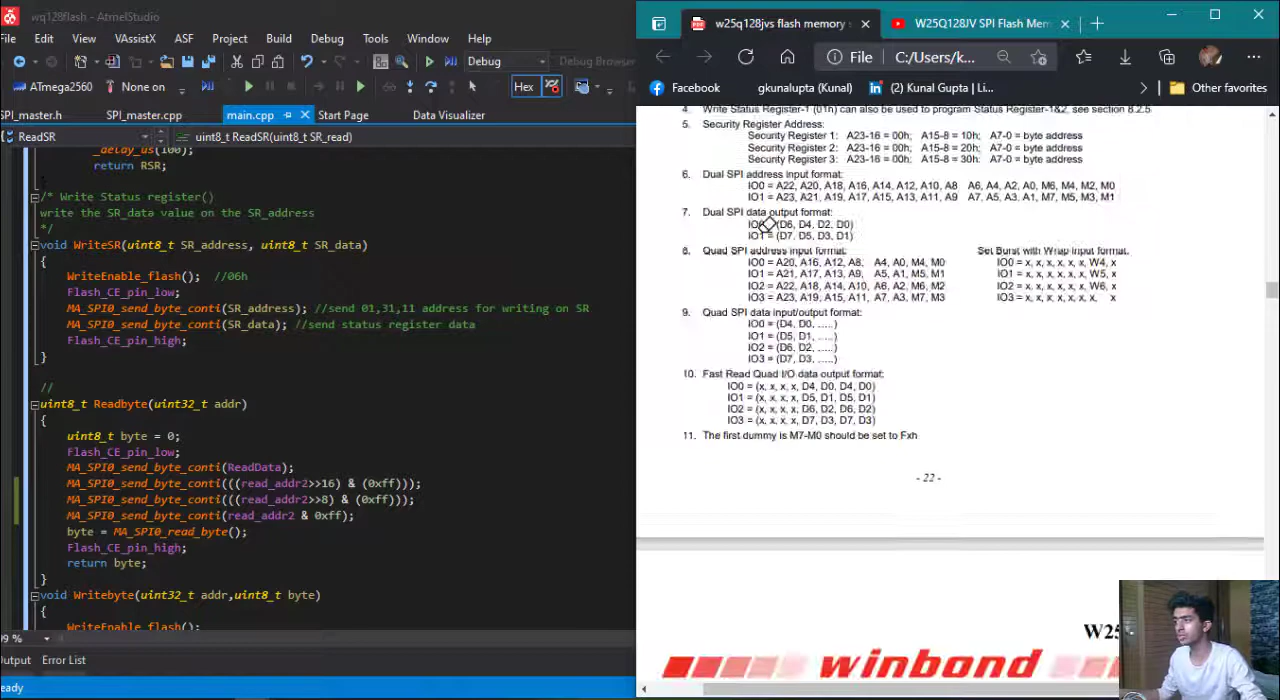 wq128flash - AtmelStudio
File Edit View VAssistX ASF Project Build Debug Tools Window Help
Debug Debug Browser
ATmega2560 None on Hex
SPI_master.h SPI_master.cpp main.cpp Start Page Data Visualizer
ReadSR uint8_t ReadSR(uint8_t SR_read)
_delay_us(100);
return RSR;
/* Write Status register()
write the SR_data value on the SR_address
*/
void WriteSR(uint8_t SR_address, uint8_t SR_data)
{
WriteEnable_flash(); //06h
Flash_CE_pin_low;
MA_SPI0_send_byte_conti(SR_address); //send 01,31,11 address for writing on SR
MA_SPI0_send_byte_conti(SR_data); //send status register data
Flash_CE_pin_high;
}
//
uint8_t Readbyte(uint32_t addr)
{
uint8_t byte = 0;
Flash_CE_pin_low;
MA_SPI0_send_byte_conti(ReadData);
MA_SPI0_send_byte_conti(((read_addr2>>16) & (0xff)));
MA_SPI0_send_byte_conti(((read_addr2>>8) & (0xff)));
MA_SPI0_send_byte_conti(read_addr2 & 0xff);
byte = MA_SPI0_read_byte();
Flash_CE_pin_high;
return byte;
}
void Writebyte(uint32_t addr,uint8_t byte)
{
WriteEnable_flash();
99 %
Output Error List
Ready
w25q128jvs flash memory W25Q128JV SPI Flash Mem
File C:/Users/k...
Facebook gkunalupta (Kunal) (2) Kunal Gupta | Li... Other favorites
4. Write Status Register-1 (01h) can also be used to program Status Register-1&2, see section 8.2.5
5. Security Register Address:
Security Register 1: A23-16 = 00h; A15-8 = 10h; A7-0 = byte address
Security Register 2: A23-16 = 00h; A15-8 = 20h; A7-0 = byte address
Security Register 3: A23-16 = 00h; A15-8 = 30h; A7-0 = byte address
6. Dual SPI address input format:
IO0 = A22, A20, A18, A16, A14, A12, A10, A8 A6, A4, A2, A0, M6, M4, M2, M0
IO1 = A23, A21, A19, A17, A15, A13, A11, A9 A7, A5, A3, A1, M7, M5, M3, M1
7. Dual SPI data output format:
IO0 = (D6, D4, D2, D0)
IO1 = (D7, D5, D3, D1)
8. Quad SPI address input format: Set Burst with Wrap input format:
IO0 = A20, A16, A12, A8, A4, A0, M4, M0 IO0 = x, x, x, x, x, x, W4, x
IO1 = A21, A17, A13, A9, A5, A1, M5, M1 IO1 = x, x, x, x, x, x, W5, x
IO2 = A22, A18, A14, A10, A6, A2, M6, M2 IO2 = x, x, x, x, x, x, W6, x
IO3 = A23, A19, A15, A11, A7, A3, M7, M3 IO3 = x, x, x, x, x, x, x, x
9. Quad SPI data input/output format:
IO0 = (D4, D0, .....)
IO1 = (D5, D1, .....)
IO2 = (D6, D2, .....)
IO3 = (D7, D3, .....)
10. Fast Read Quad I/O data output format:
IO0 = (x, x, x, x, D4, D0, D4, D0)
IO1 = (x, x, x, x, D5, D1, D5, D1)
IO2 = (x, x, x, x, D6, D2, D6, D2)
IO3 = (x, x, x, x, D7, D3, D7, D3)
11. The first dummy is M7-M0 should be set to Fxh
- 22 -
W25
winbond